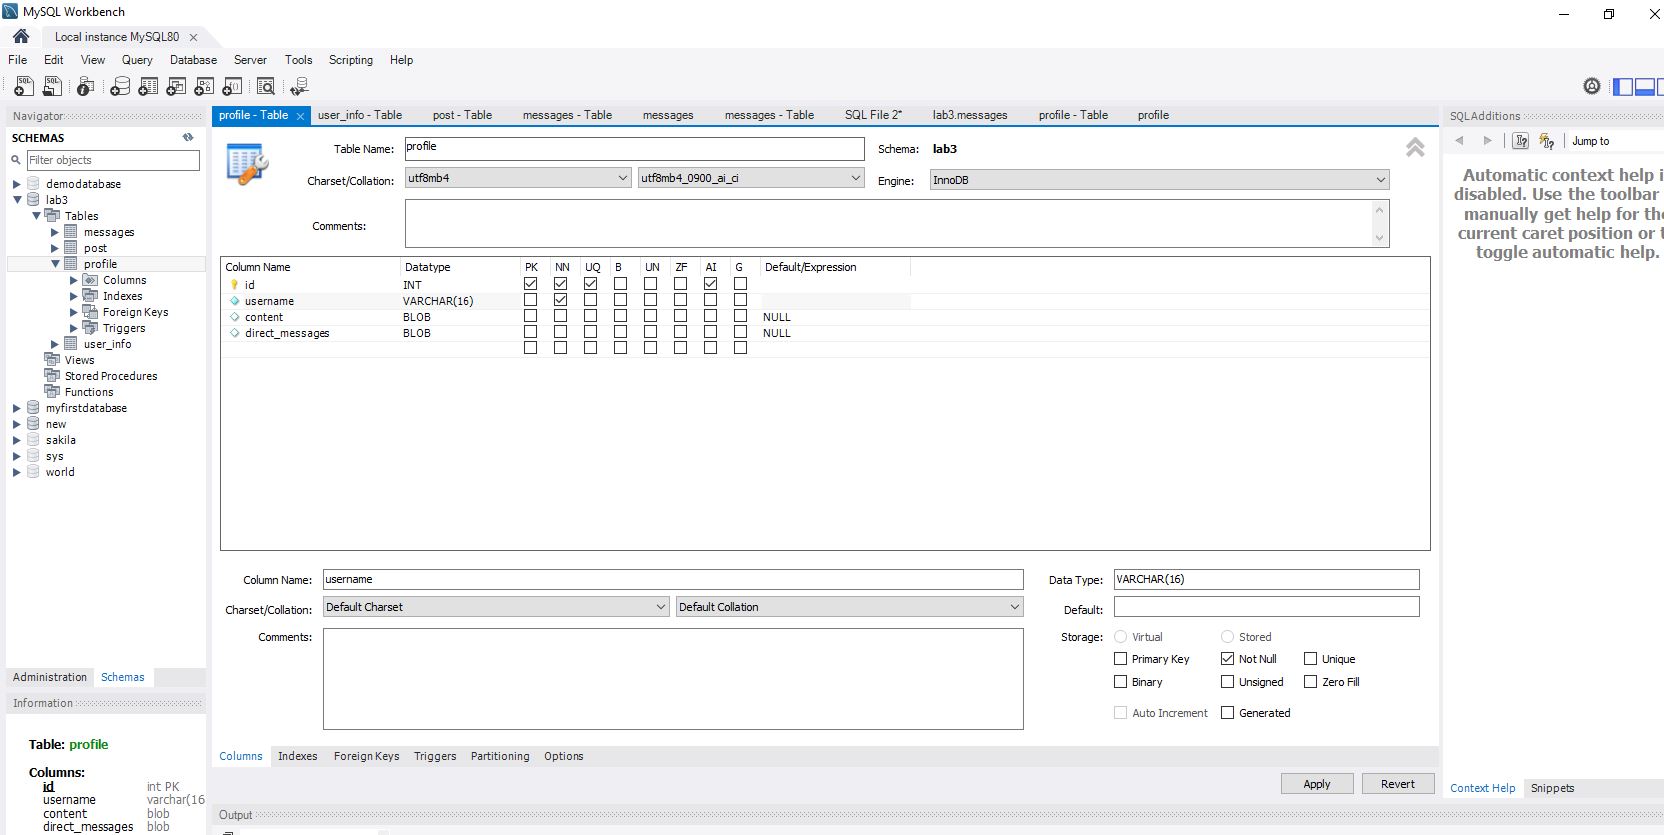 MySQL Workbench
Local instance MySQL80
File Edit View Query Database Server Tools Scripting Help
Navigator
SCHEMAS
Filter objects
demodatabase
lab3
Tables
messages
post
profile
Columns
Indexes
Foreign Keys
Triggers
user_info
Views
Stored Procedures
Functions
myfirstdatabase
new
sakila
sys
world
Administration Schemas
Information
Table: profile
Columns:
id int PK
username varchar(16
content blob
direct_messages blob
profile - Table user_info - Table post - Table messages - Table messages messages - Table SQL File 2* lab3.messages profile - Table profile
Table Name: profile Schema: lab3
Charset/Collation: utf8mb4 utf8mb4_0900_ai_ci Engine: InnoDB
Comments:
Column Name Datatype PK NN UQ B UN ZF AI G Default/Expression
id INT
username VARCHAR(16)
content BLOB NULL
direct_messages BLOB NULL
Column Name: username Data Type: VARCHAR(16)
Charset/Collation: Default Charset Default Collation Default:
Comments: Storage: Virtual Stored
Primary Key Not Null Unique
Binary Unsigned Zero Fill
Auto Increment Generated
Columns Indexes Foreign Keys Triggers Partitioning Options
Apply Revert
Output
SQLAdditions
Jump to
Automatic context help i
disabled. Use the toolbar
manually get help for the
current caret position or t
toggle automatic help.
Context Help Snippets